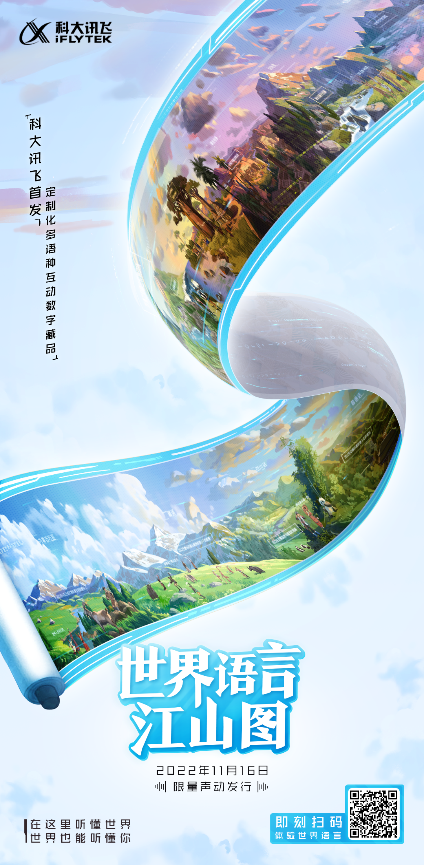 科大讯飞
iFLYTEK
「科大讯飞首发」
定制化多语种互动数字藏品
世界语言
江山图
2022年11月16日
限量声动发行
在这里听懂世界
世界也能听懂你
即刻扫码
体验世界语言